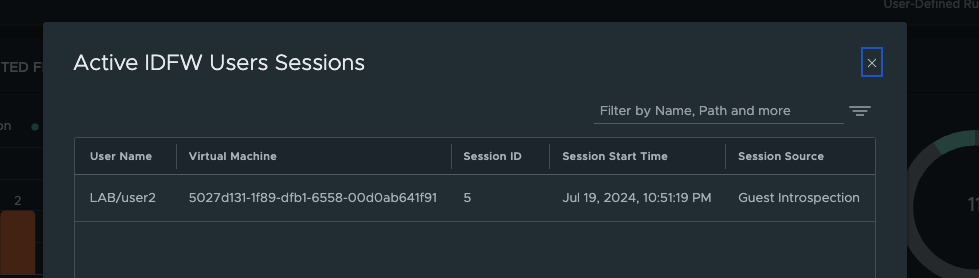 User-Defined Ru
Active IDFW Users Sessions
TED F
Filter by Name, Path and more
on
User Name Virtual Machine Session ID Session Start Time Session Source
LAB/user2 5027d131-1f89-dfb1-6558-00d0ab641f91 5 Jul 19, 2024, 10:51:19 PM Guest Introspection
2
11